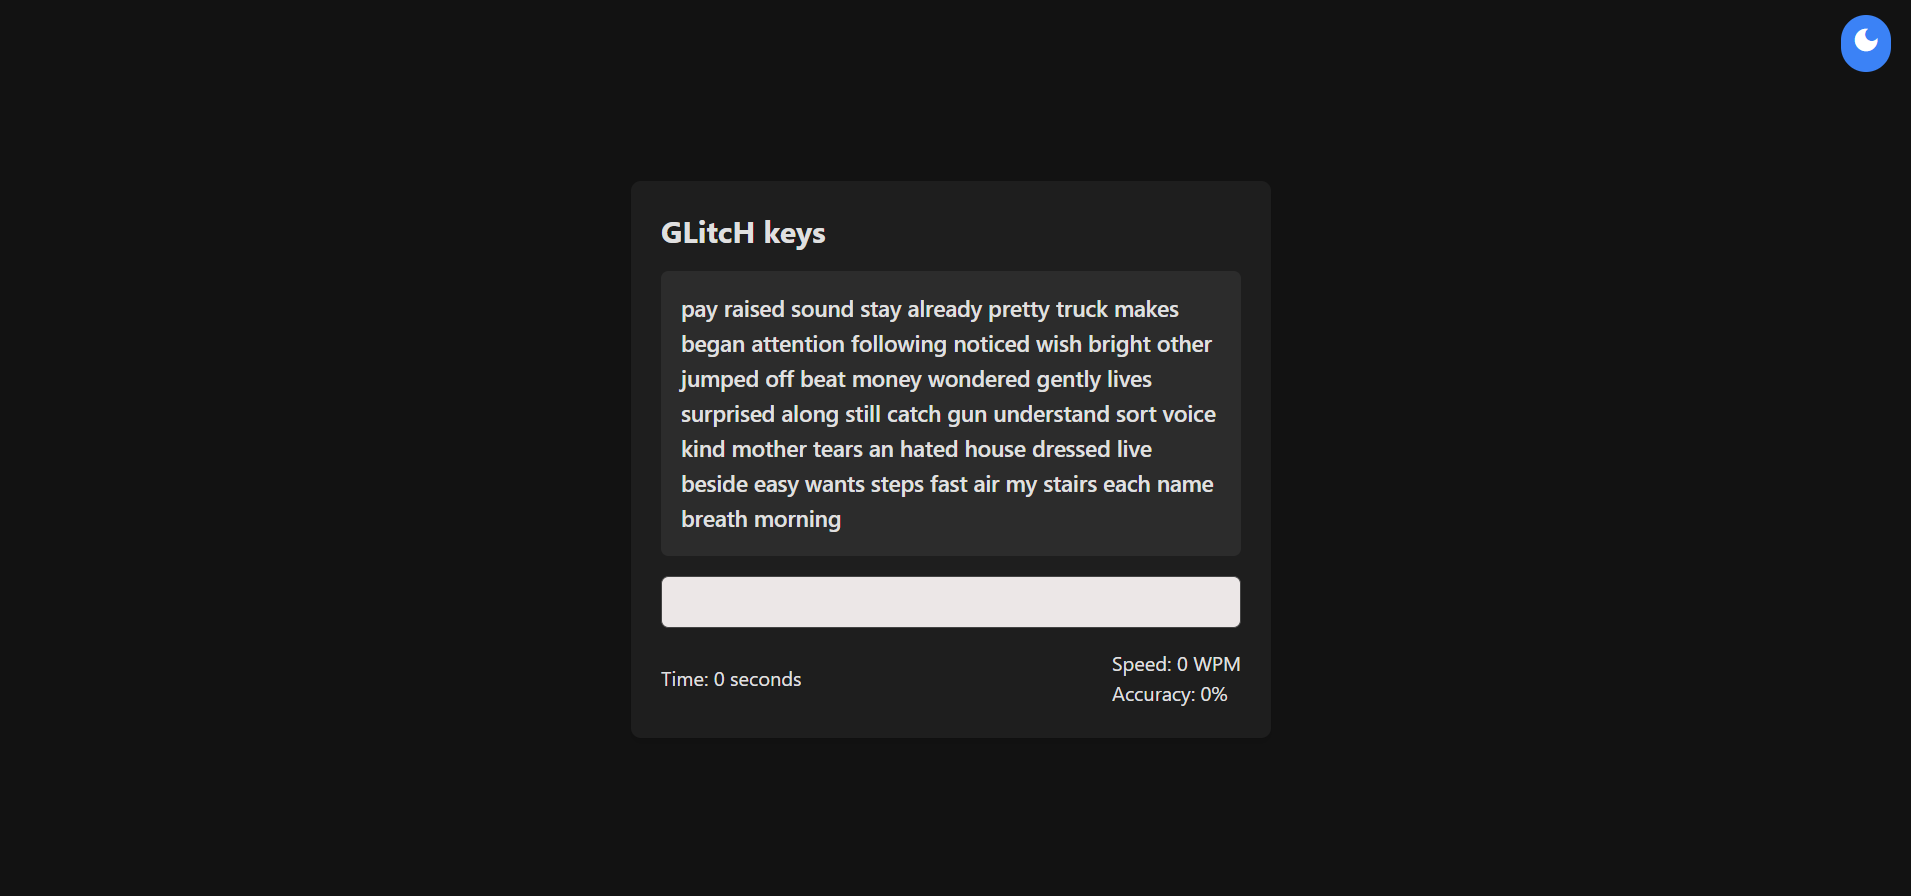 GLitcH keys
pay raised sound stay already pretty truck makes
began attention following noticed wish bright other
jumped off beat money wondered gently lives
surprised along still catch gun understand sort voice
kind mother tears an hated house dressed live
beside easy wants steps fast air my stairs each name
breath morning
Time: 0 seconds
Speed: 0 WPM
Accuracy: 0%